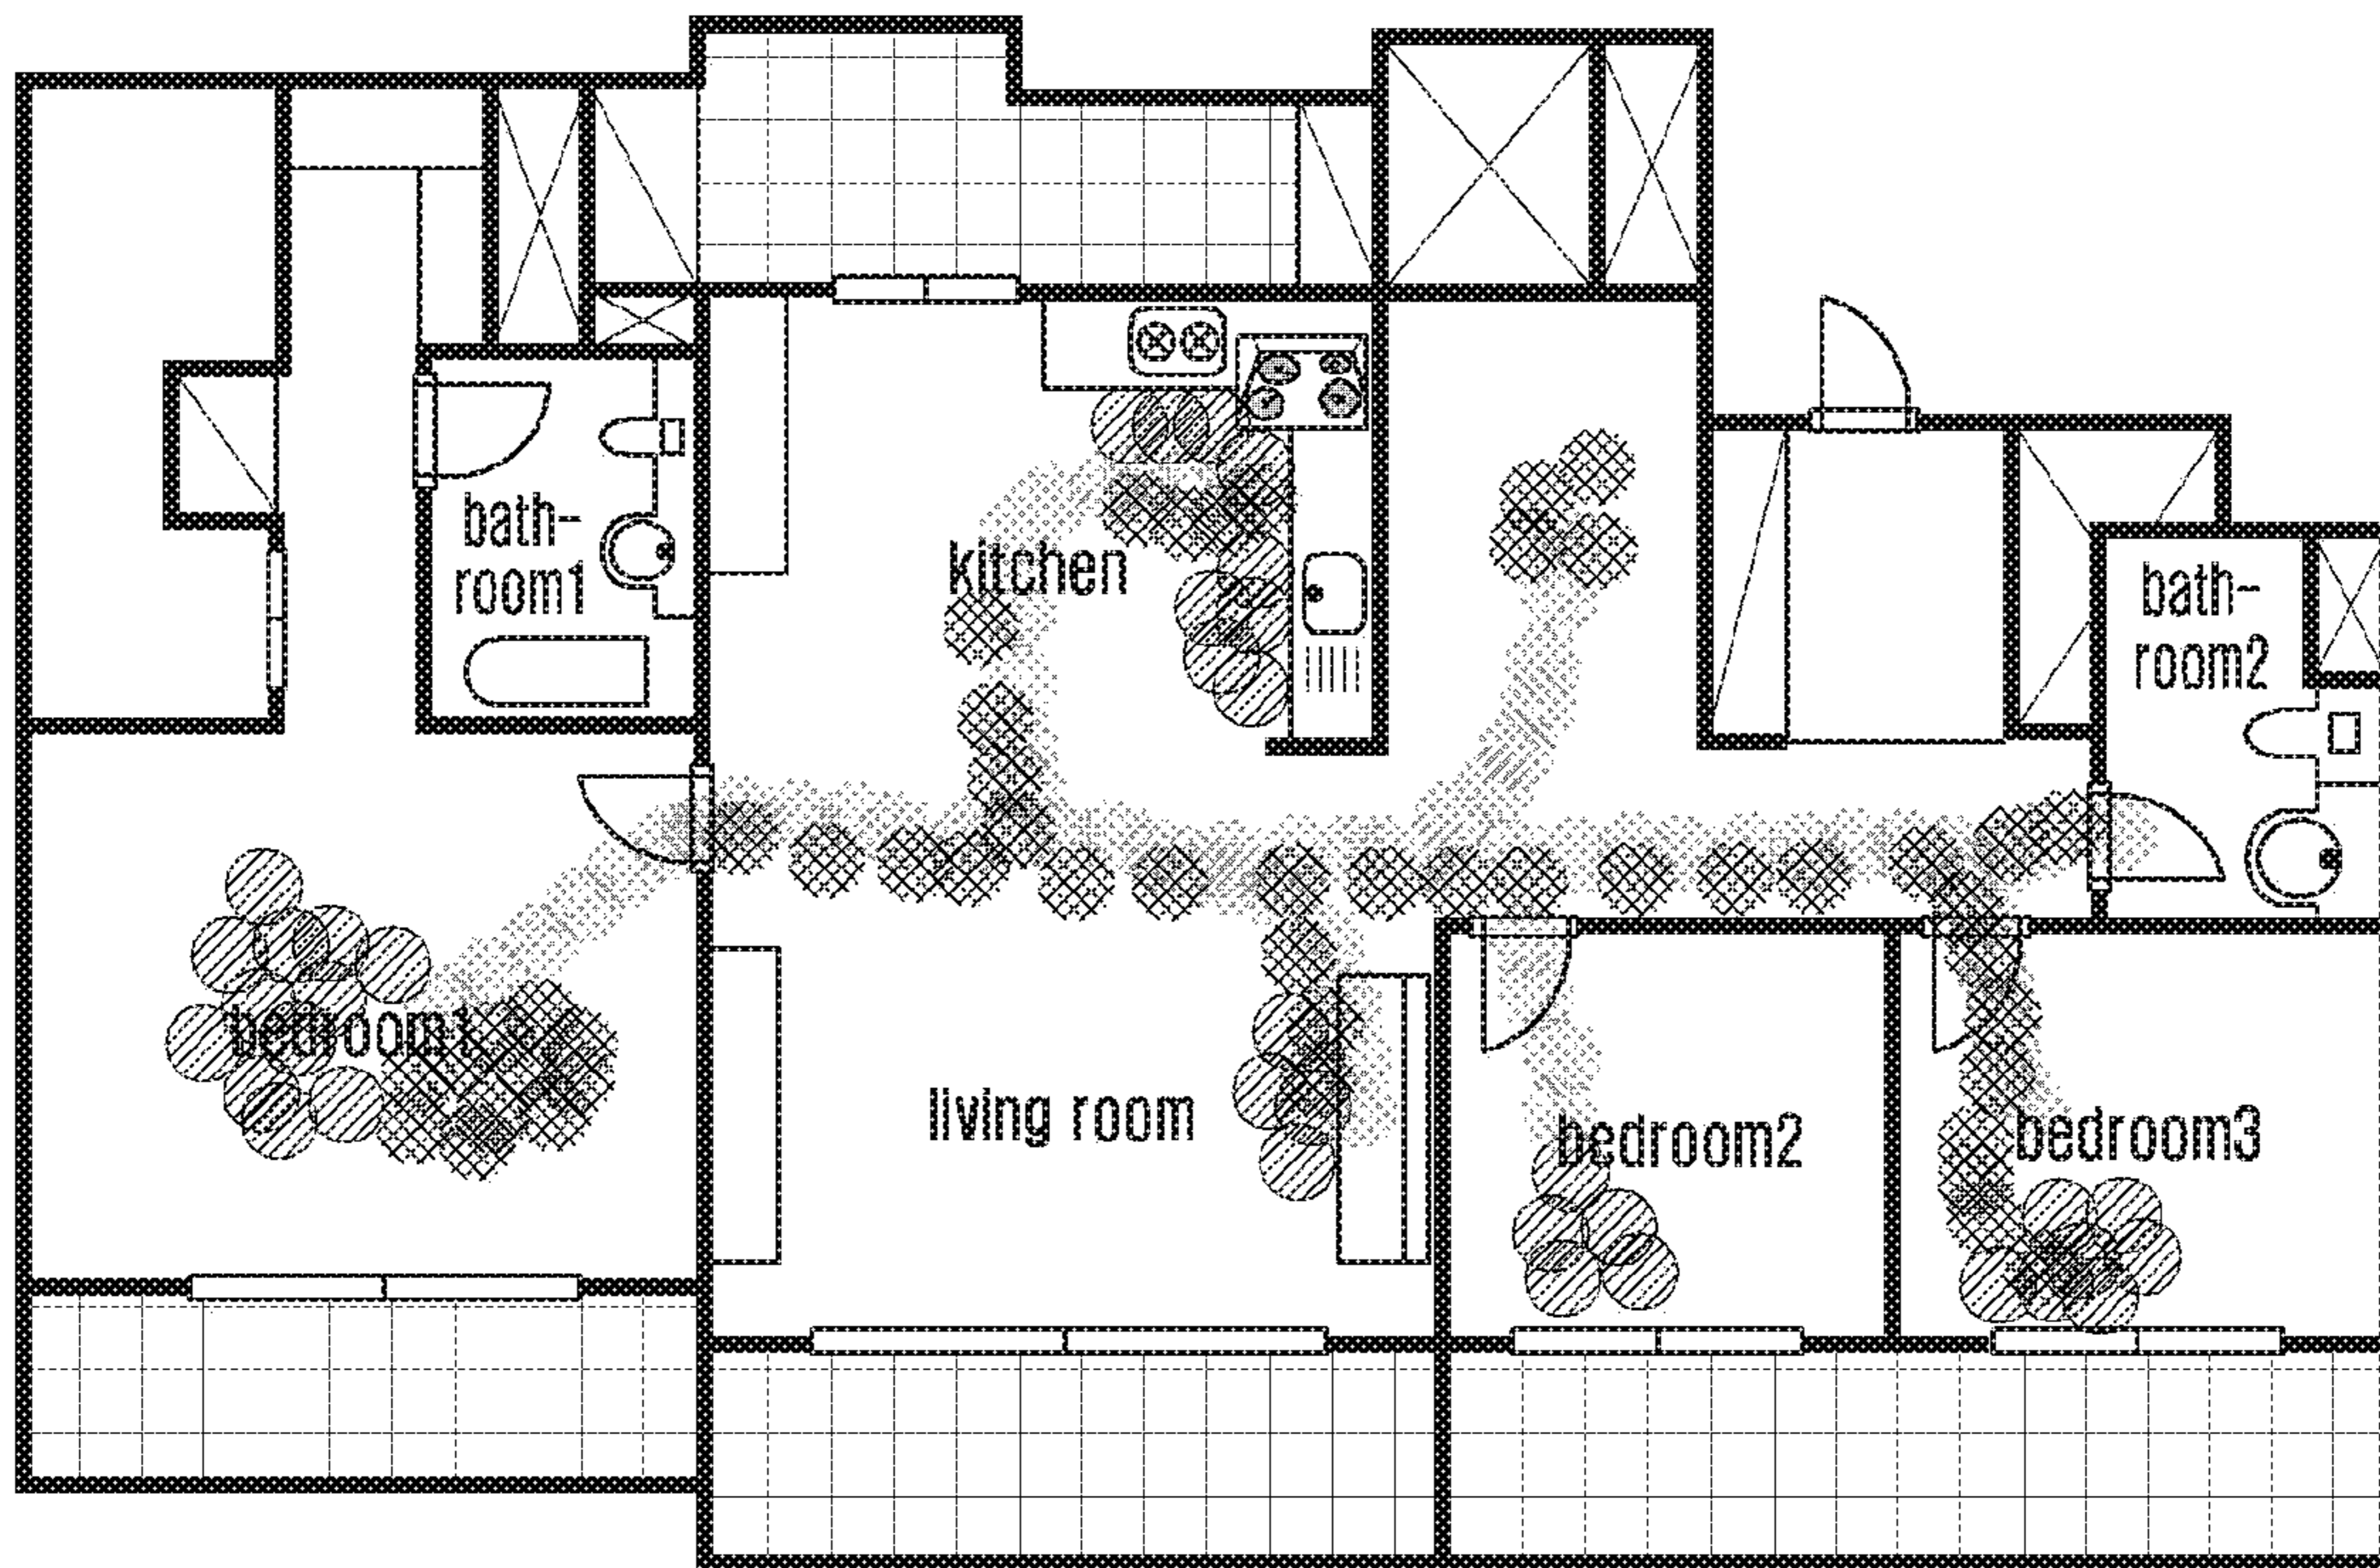 bath-
room1
kitchen
bath-
room2
bedroom1
living room
bedroom2
bedroom3